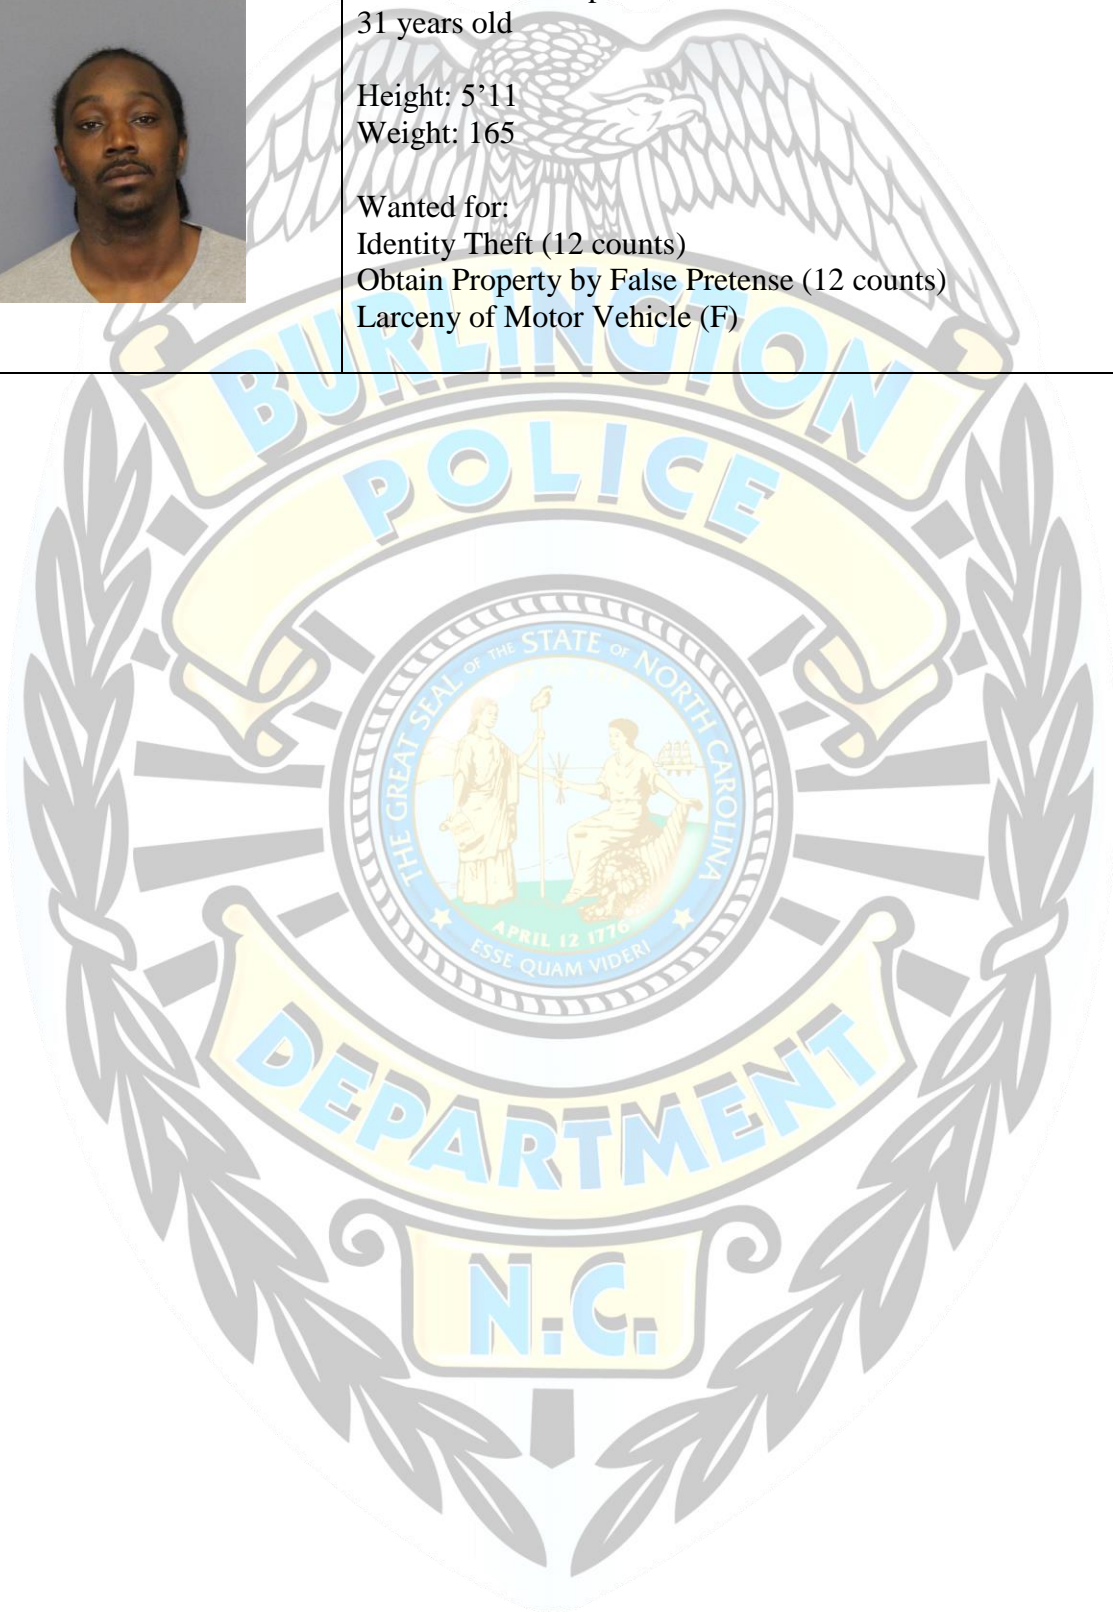 31 years old
Height: 5’11
Weight: 165
Wanted for:
Identity Theft (12 counts)
Obtain Property by False Pretense (12 counts)
Larceny of Motor Vehicle (F)
BURLINGTON
POLICE
THE GREAT SEAL OF THE STATE OF NORTH CAROLINA
APRIL 12 1776
ESSE QUAM VIDERI
DEPARTMENT
N.C.